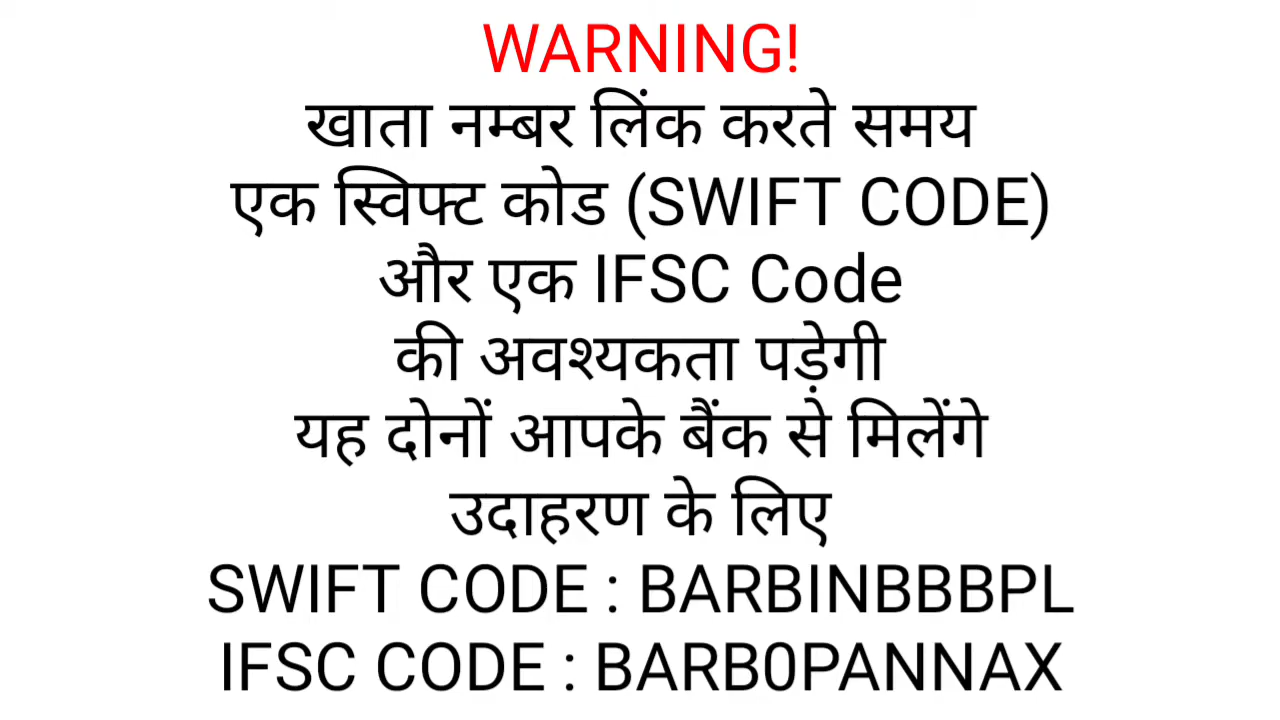 WARNING!
खाता नम्बर लिंक करते समय
एक स्विफ्ट कोड (SWIFT CODE)
और एक IFSC Code
की अवश्यकता पड़ेगी
यह दोनों आपके बैंक से मिलेंगे
उदाहरण के लिए
SWIFT CODE : BARBINBBBPL
IFSC CODE : BARB0PANNAX